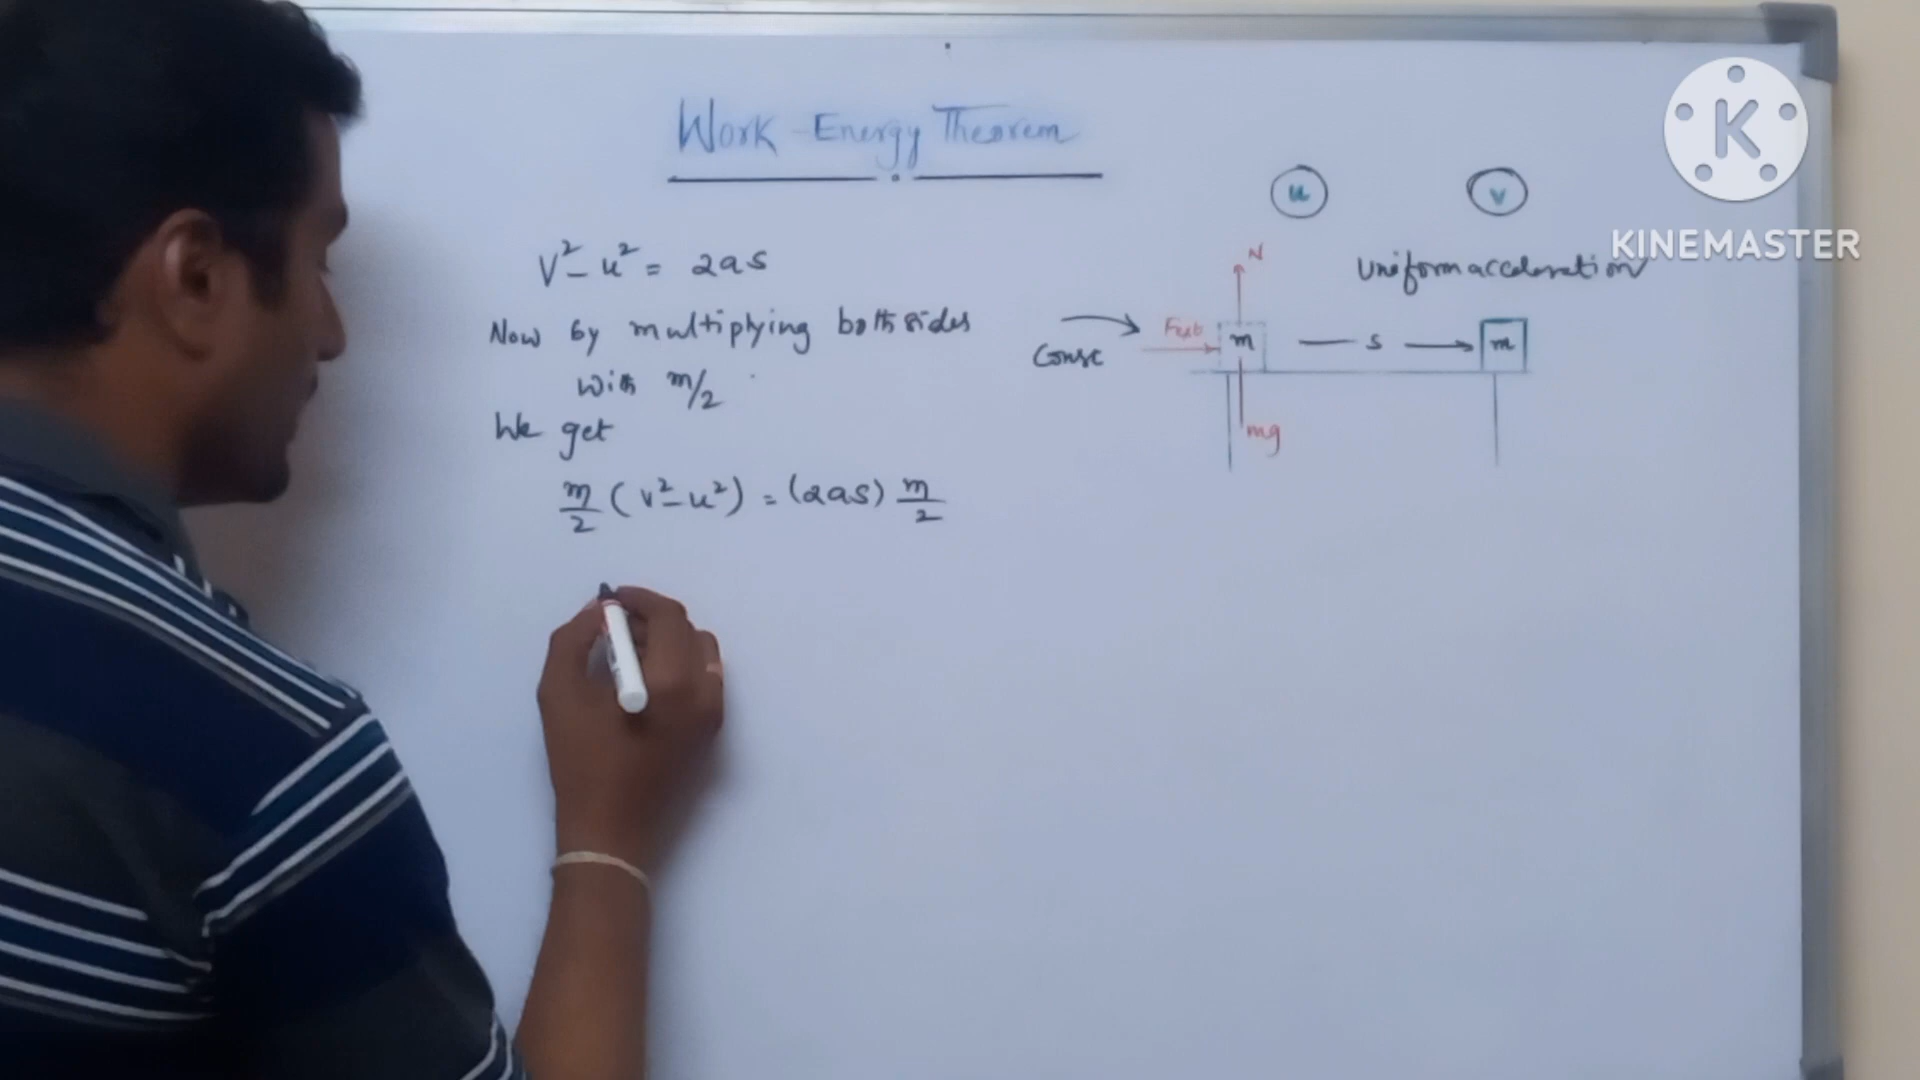 Work-Energy Theorem
v² - u² = 2as
Now by multiplying both sides
with m/2
We get
m/2 (v² - u²) = (2as) m/2
u
v
N
Uniform acceleration
Const
Fext
m
s
m
mg
K
KINEMASTER